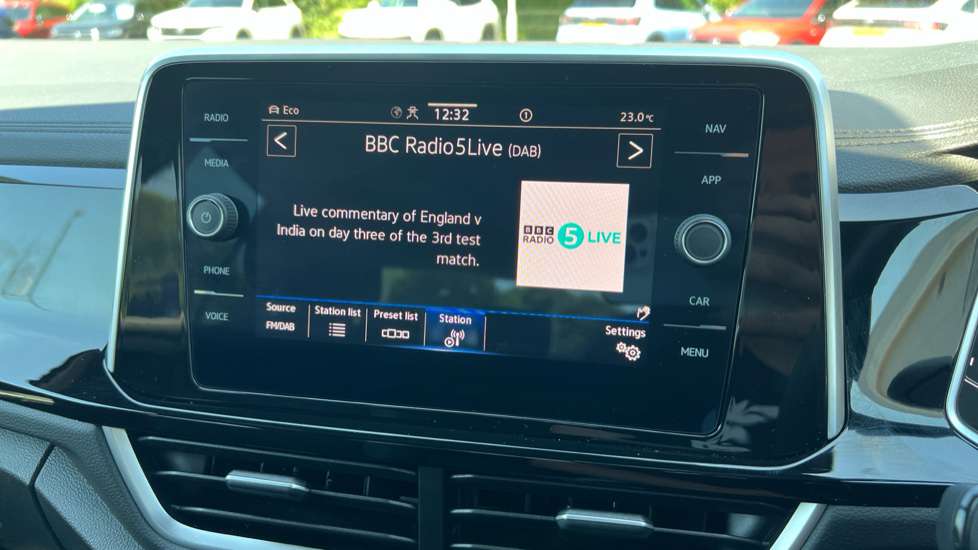 RADIO
MEDIA
PHONE
VOICE
Eco
12:32
23.0°C
<
BBC Radio5Live (DAB)
>
Live commentary of England v
India on day three of the 3rd test
match.
BBC
RADIO 5 LIVE
Source
FM/DAB
Station list
Preset list
Station
Settings
NAV
APP
CAR
MENU